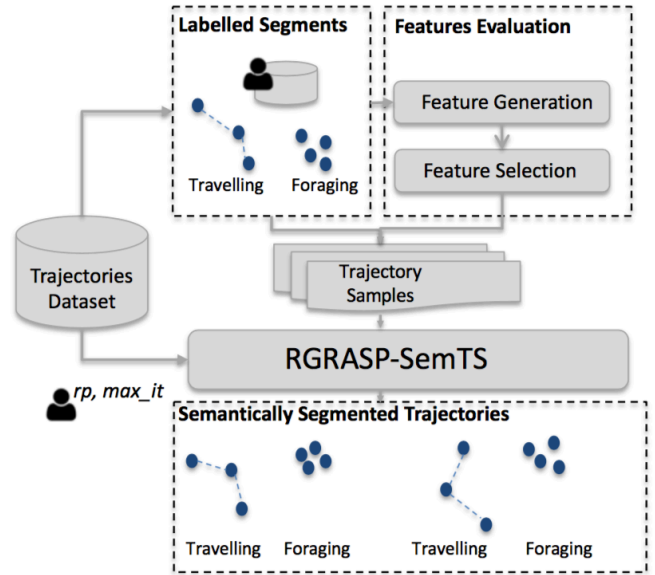 Labelled Segments
Features Evaluation
Feature Generation
Travelling
Foraging
Feature Selection
Trajectories
Dataset
Trajectory
Samples
RGRASP-SemTS
rp, max_it
Semantically Segmented Trajectories
Travelling
Foraging
Travelling
Foraging